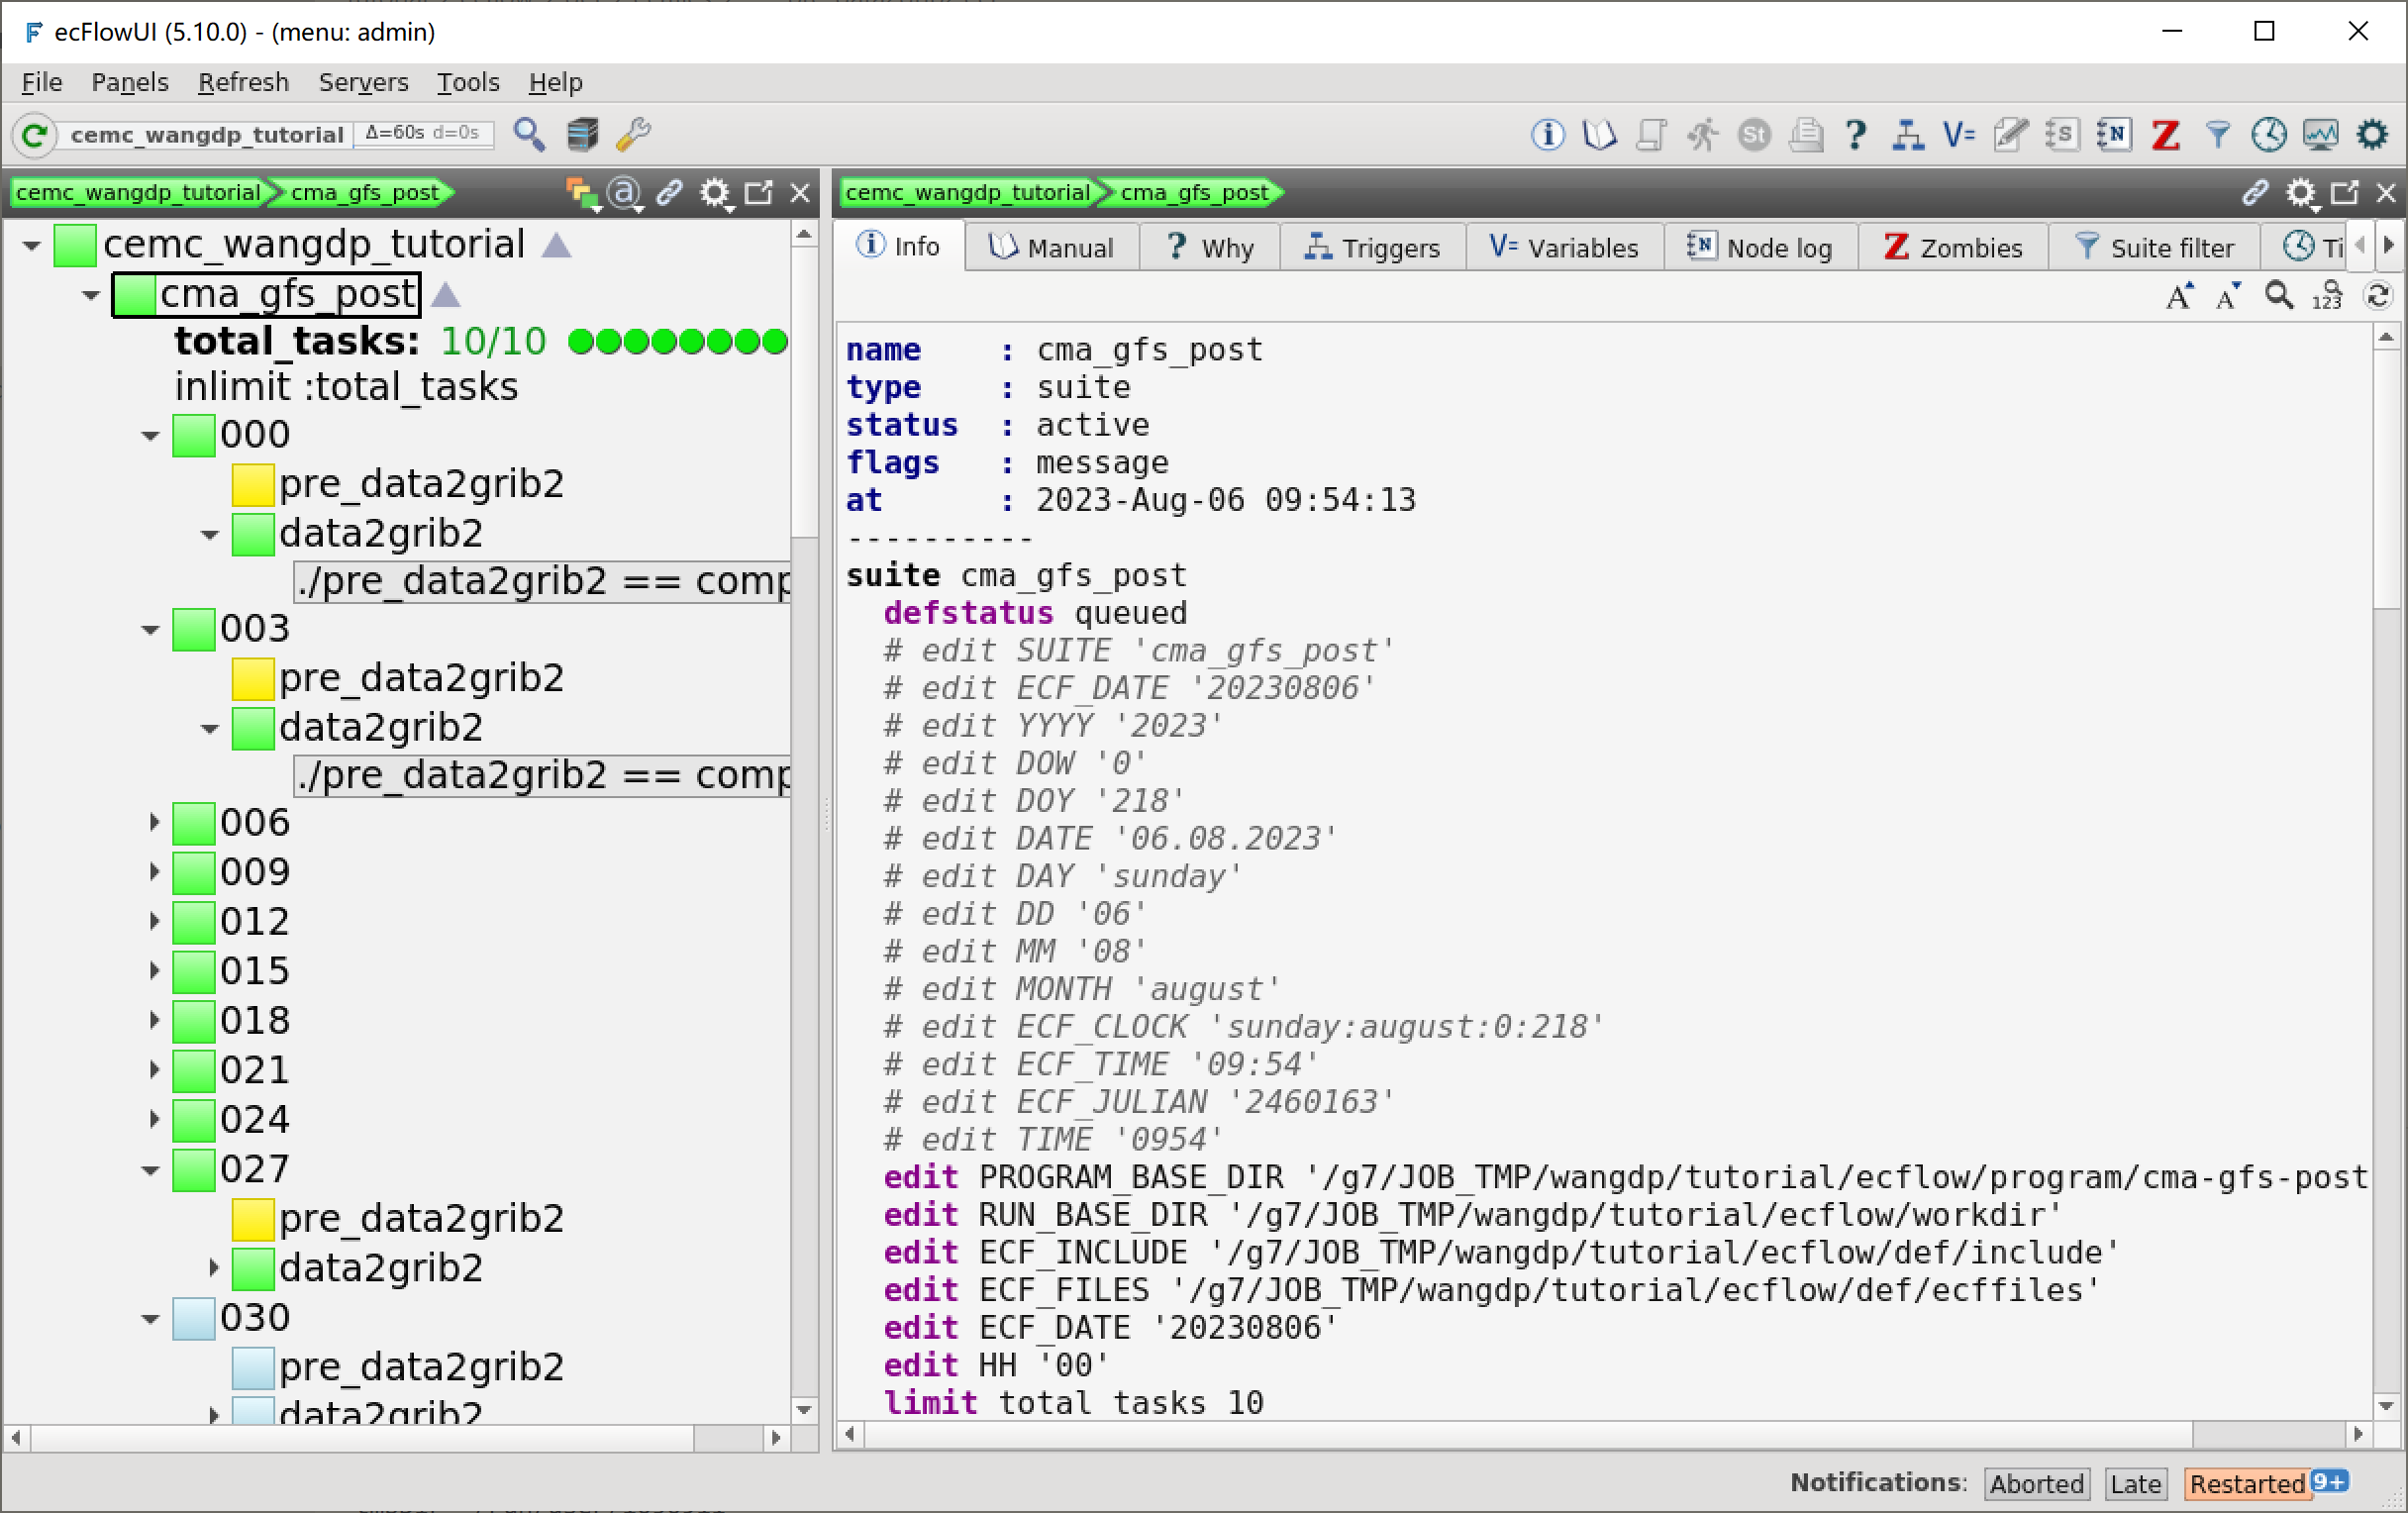 ecFlowUI (5.10.0) - (menu: admin)
File Panels Refresh Servers Tools Help
cemc_wangdp_tutorial Δ=60s d=0s
cemc_wangdp_tutorial cma_gfs_post
cemc_wangdp_tutorial
cma_gfs_post
total_tasks: 10/10
inlimit :total_tasks
000
pre_data2grib2
data2grib2
./pre_data2grib2 == comp
003
pre_data2grib2
data2grib2
./pre_data2grib2 == comp
006
009
012
015
018
021
024
027
pre_data2grib2
data2grib2
030
pre_data2grib2
data2grib2
cemc_wangdp_tutorial cma_gfs_post
Info Manual Why Triggers Variables Node log Zombies Suite filter Ti
name : cma_gfs_post
type : suite
status : active
flags : message
at : 2023-Aug-06 09:54:13
----------
suite cma_gfs_post
defstatus queued
# edit SUITE 'cma_gfs_post'
# edit ECF_DATE '20230806'
# edit YYYY '2023'
# edit DOW '0'
# edit DOY '218'
# edit DATE '06.08.2023'
# edit DAY 'sunday'
# edit DD '06'
# edit MM '08'
# edit MONTH 'august'
# edit ECF_CLOCK 'sunday:august:0:218'
# edit ECF_TIME '09:54'
# edit ECF_JULIAN '2460163'
# edit TIME '0954'
edit PROGRAM_BASE_DIR '/g7/JOB_TMP/wangdp/tutorial/ecflow/program/cma-gfs-post
edit RUN_BASE_DIR '/g7/JOB_TMP/wangdp/tutorial/ecflow/workdir'
edit ECF_INCLUDE '/g7/JOB_TMP/wangdp/tutorial/ecflow/def/include'
edit ECF_FILES '/g7/JOB_TMP/wangdp/tutorial/ecflow/def/ecffiles'
edit ECF_DATE '20230806'
edit HH '00'
limit total_tasks 10
Notifications: Aborted Late Restarted 9+